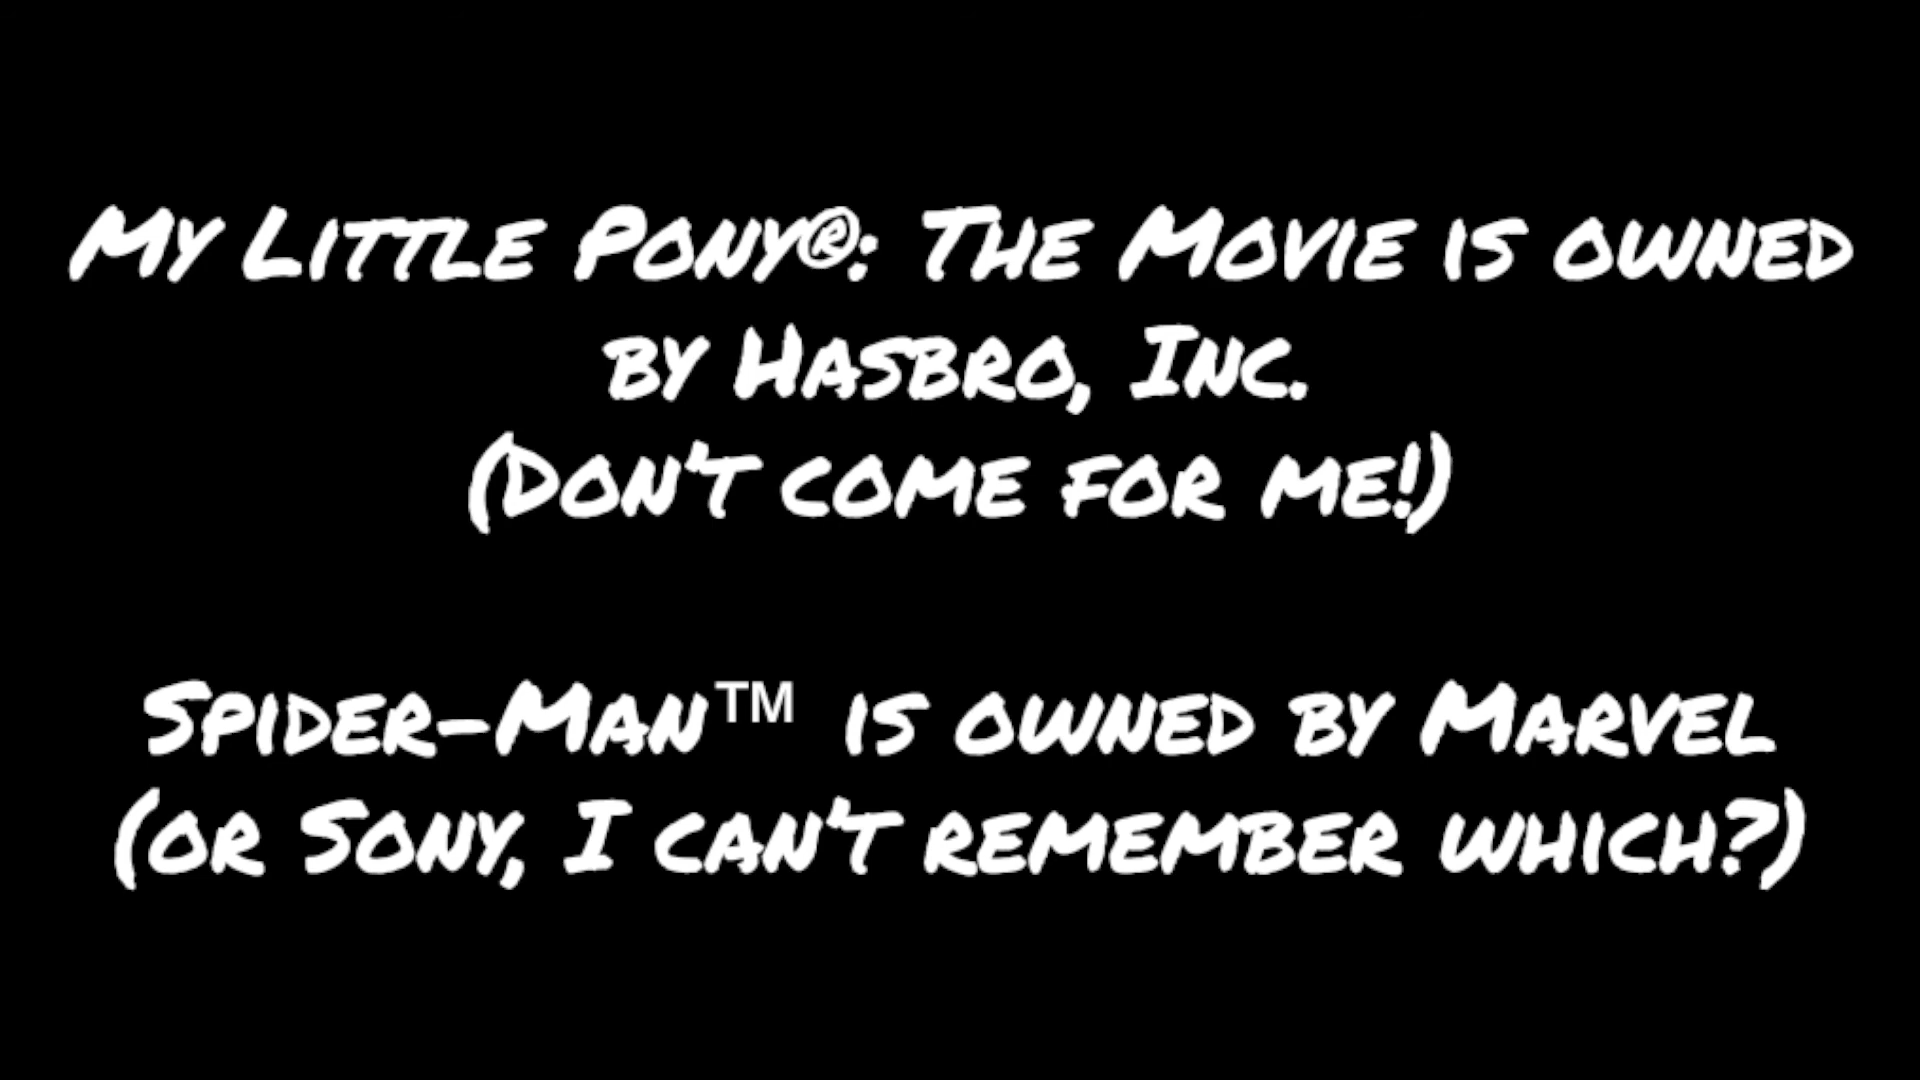 My Little Pony®: The Movie is owned
by Hasbro, Inc.
(Don't come for me!)
Spider-Man™ is owned by Marvel
(or Sony, I can't remember which?)